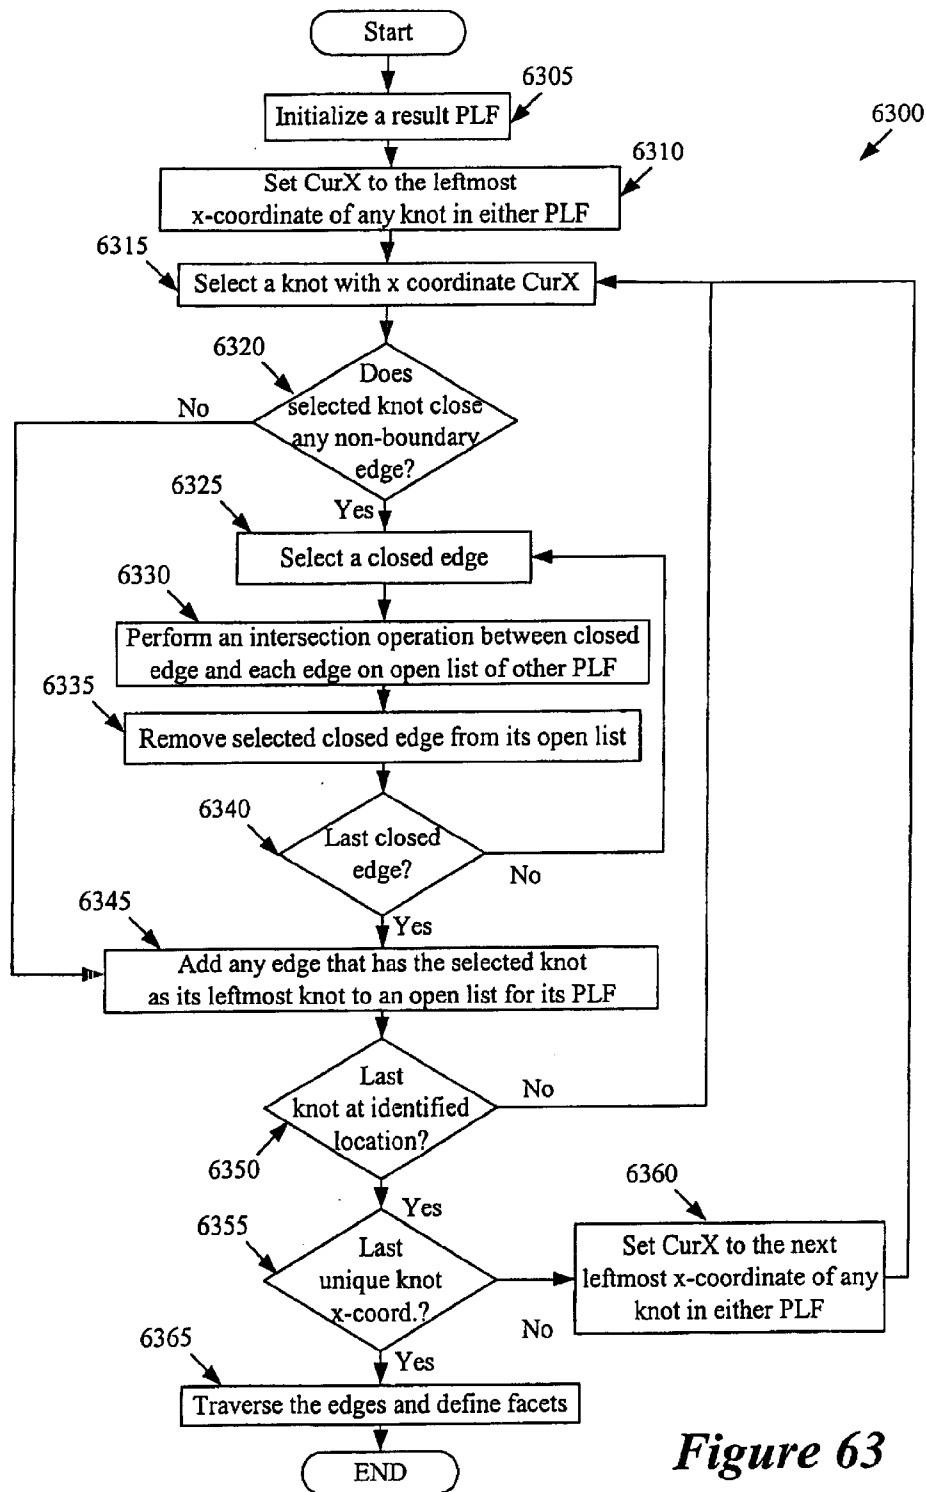 Start
6305
Initialize a result PLF
6300
6310
Set CurX to the leftmost
x-coordinate of any knot in either PLF
6315
Select a knot with x coordinate CurX
6320
Does
selected knot close
any non-boundary
edge?
No
Yes
6325
Select a closed edge
6330
Perform an intersection operation between closed
edge and each edge on open list of other PLF
6335
Remove selected closed edge from its open list
6340
Last closed
edge?
No
Yes
6345
Add any edge that has the selected knot
as its leftmost knot to an open list for its PLF
Last
knot at identified
location?
No
6350
Yes
6355
Last
unique knot
x-coord.?
No
6360
Set CurX to the next
leftmost x-coordinate of any
knot in either PLF
Yes
6365
Traverse the edges and define facets
END
Figure 63